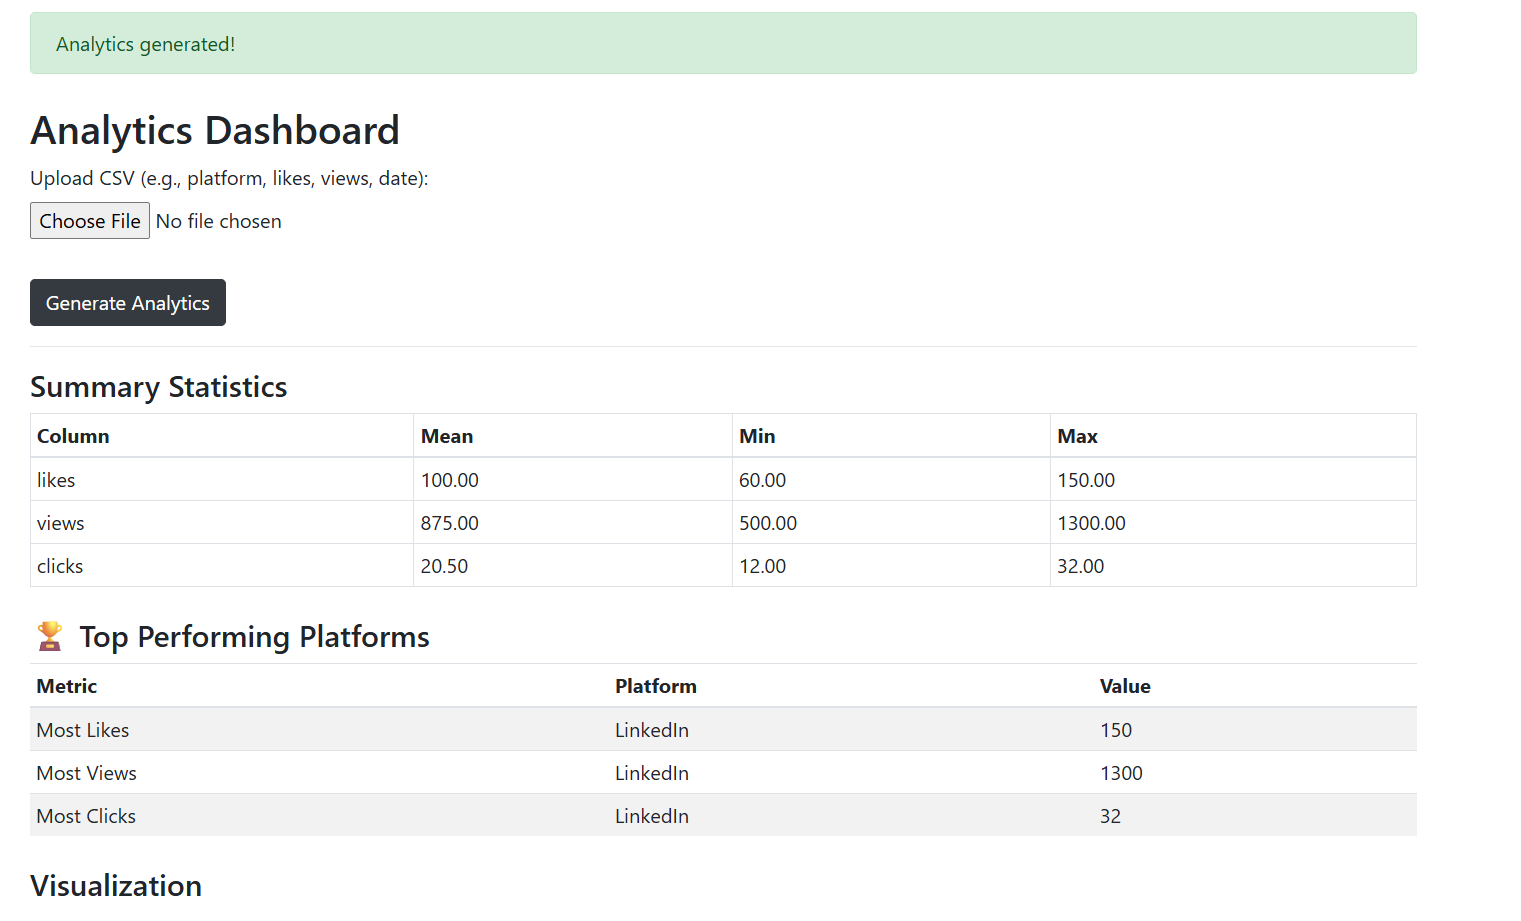 Analytics generated!
Analytics Dashboard
Upload CSV (e.g., platform, likes, views, date):
Choose File No file chosen
Generate Analytics
Summary Statistics
Column Mean Min Max
likes 100.00 60.00 150.00
views 875.00 500.00 1300.00
clicks 20.50 12.00 32.00
🏆 Top Performing Platforms
Metric Platform Value
Most Likes LinkedIn 150
Most Views LinkedIn 1300
Most Clicks LinkedIn 32
Visualization